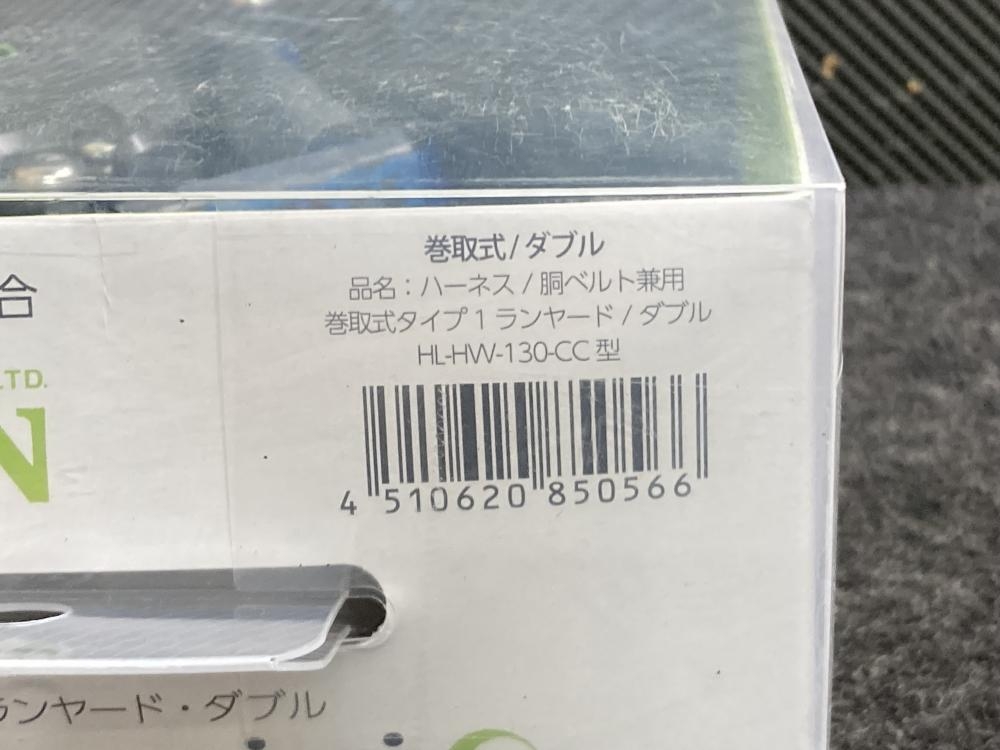 巻取式/ダブル
品名：ハーネス / 胴ベルト兼用
巻取式タイプ1 ランヤード / ダブル
HL-HW-130-CC 型
4 510620 850566
合
LTD.
N
ランヤード・ダブル